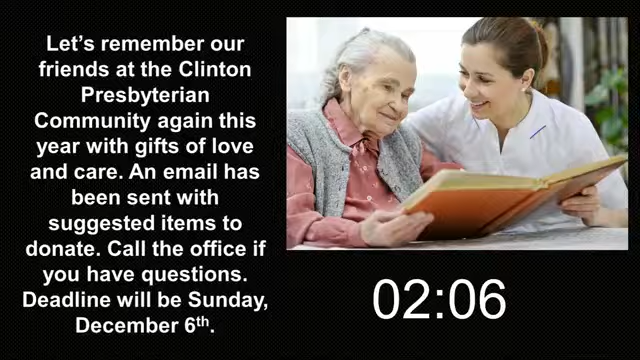 Let’s remember our
friends at the Clinton
Presbyterian
Community again this
year with gifts of love
and care. An email has
been sent with
suggested items to
donate. Call the office if
you have questions.
Deadline will be Sunday,
December 6th.
02:06